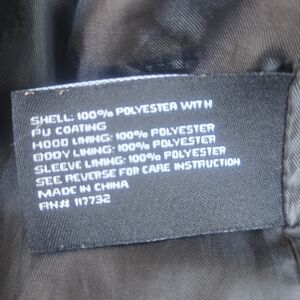 SHELL: 100% POLYESTER WITH
PU COATING
HOOD LINING: 100% POLYESTER
BODY LINING: 100% POLYESTER
SLEEVE LINING: 100% POLYESTER
SEE REVERSE FOR CARE INSTRUCTION
MADE IN CHINA
RN# 117732